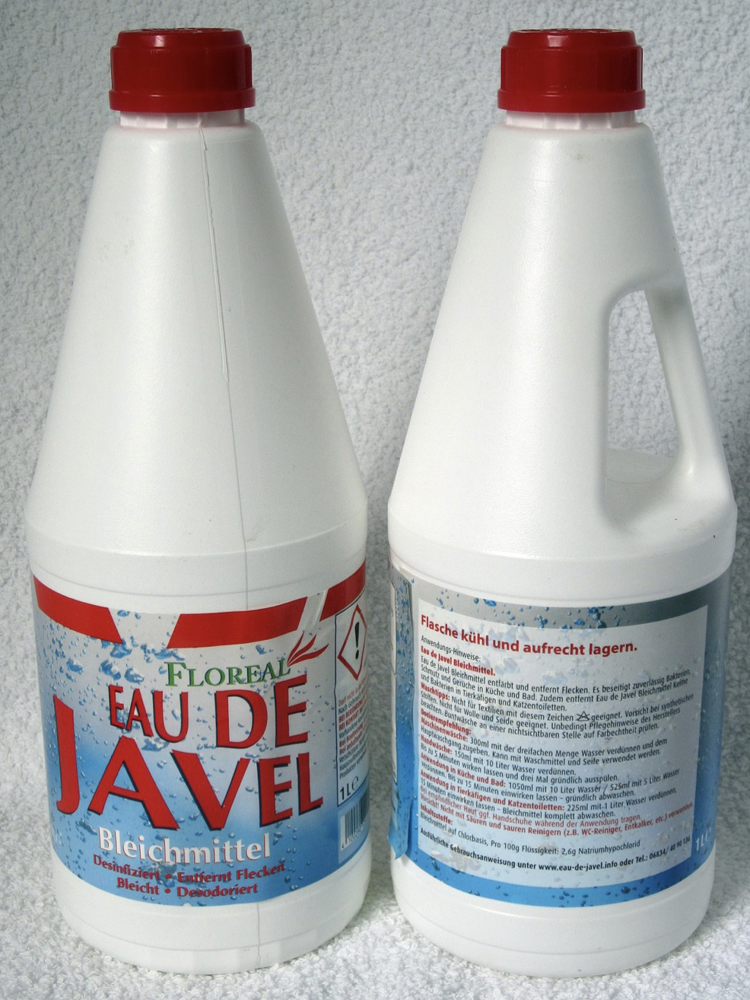 FLOREAL
EAU DE
JAVEL
Bleichmittel
Desinfiziert • Entfernt Flecken
Bleicht • Desodoriert
1L e
Flasche kühl und aufrecht lagern.
Anwendungs-Hinweise:
Eau de Javel Bleichmittel.
Eau de Javel Bleichmittel entfärbt und entfernt Flecken. Es beseitigt zuverlässig Bakterien,
Schmutz und Gerüche in Küche und Bad. Zudem entfernt Eau de Javel Bleichmittel Keime
und Bakterien in Tierkäfigen und Katzentoiletten.
Waschtipps: Nicht für Textilien mit diesem Zeichen geeignet. Vorsicht bei synthetischen
Stoffen. Nicht für Wolle und Seide geeignet. Unbedingt Pflegehinweise des Herstellers
beachten. Buntwäsche an einer nichtsichtbaren Stelle auf Farbechtheit prüfen.
Dosierempfehlung:
Maschinenwäsche: 300ml mit der dreifachen Menge Wasser verdünnen und dem
Hauptwaschgang zugeben. Kann mit Waschmittel und Seife verwendet werden.
Handwäsche: 150ml mit 10 Liter Wasser verdünnen.
Bis zu 5 Minuten wirken lassen und drei Mal gründlich ausspülen.
Anwendung in Küche und Bad: 1050ml mit 10 Liter Wasser / 525ml mit 5 Liter Wasser
verdünnen. Bis zu 15 Minuten einwirken lassen – gründlich abwaschen.
Anwendung in Tierkäfigen und Katzentoiletten: 225ml mit 1 Liter Wasser verdünnen,
15 Minuten einwirken lassen – Bleichmittel komplett abwaschen.
Bei empfindlicher Haut ggf. Handschuhe während der Anwendung tragen.
Vorsicht! Nicht mit Säuren und sauren Reinigern (z.B. WC-Reiniger, Entkalker, etc.) verwenden
Inhaltsstoffe:
Bleichmittel auf Chlorbasis, Pro 100g Flüssigkeit: 2,6g Natriumhypochlorid
Ausführliche Gebrauchsanweisung unter www.eau-de-javel.info oder Tel.: 06834/ 40 90 134
1L